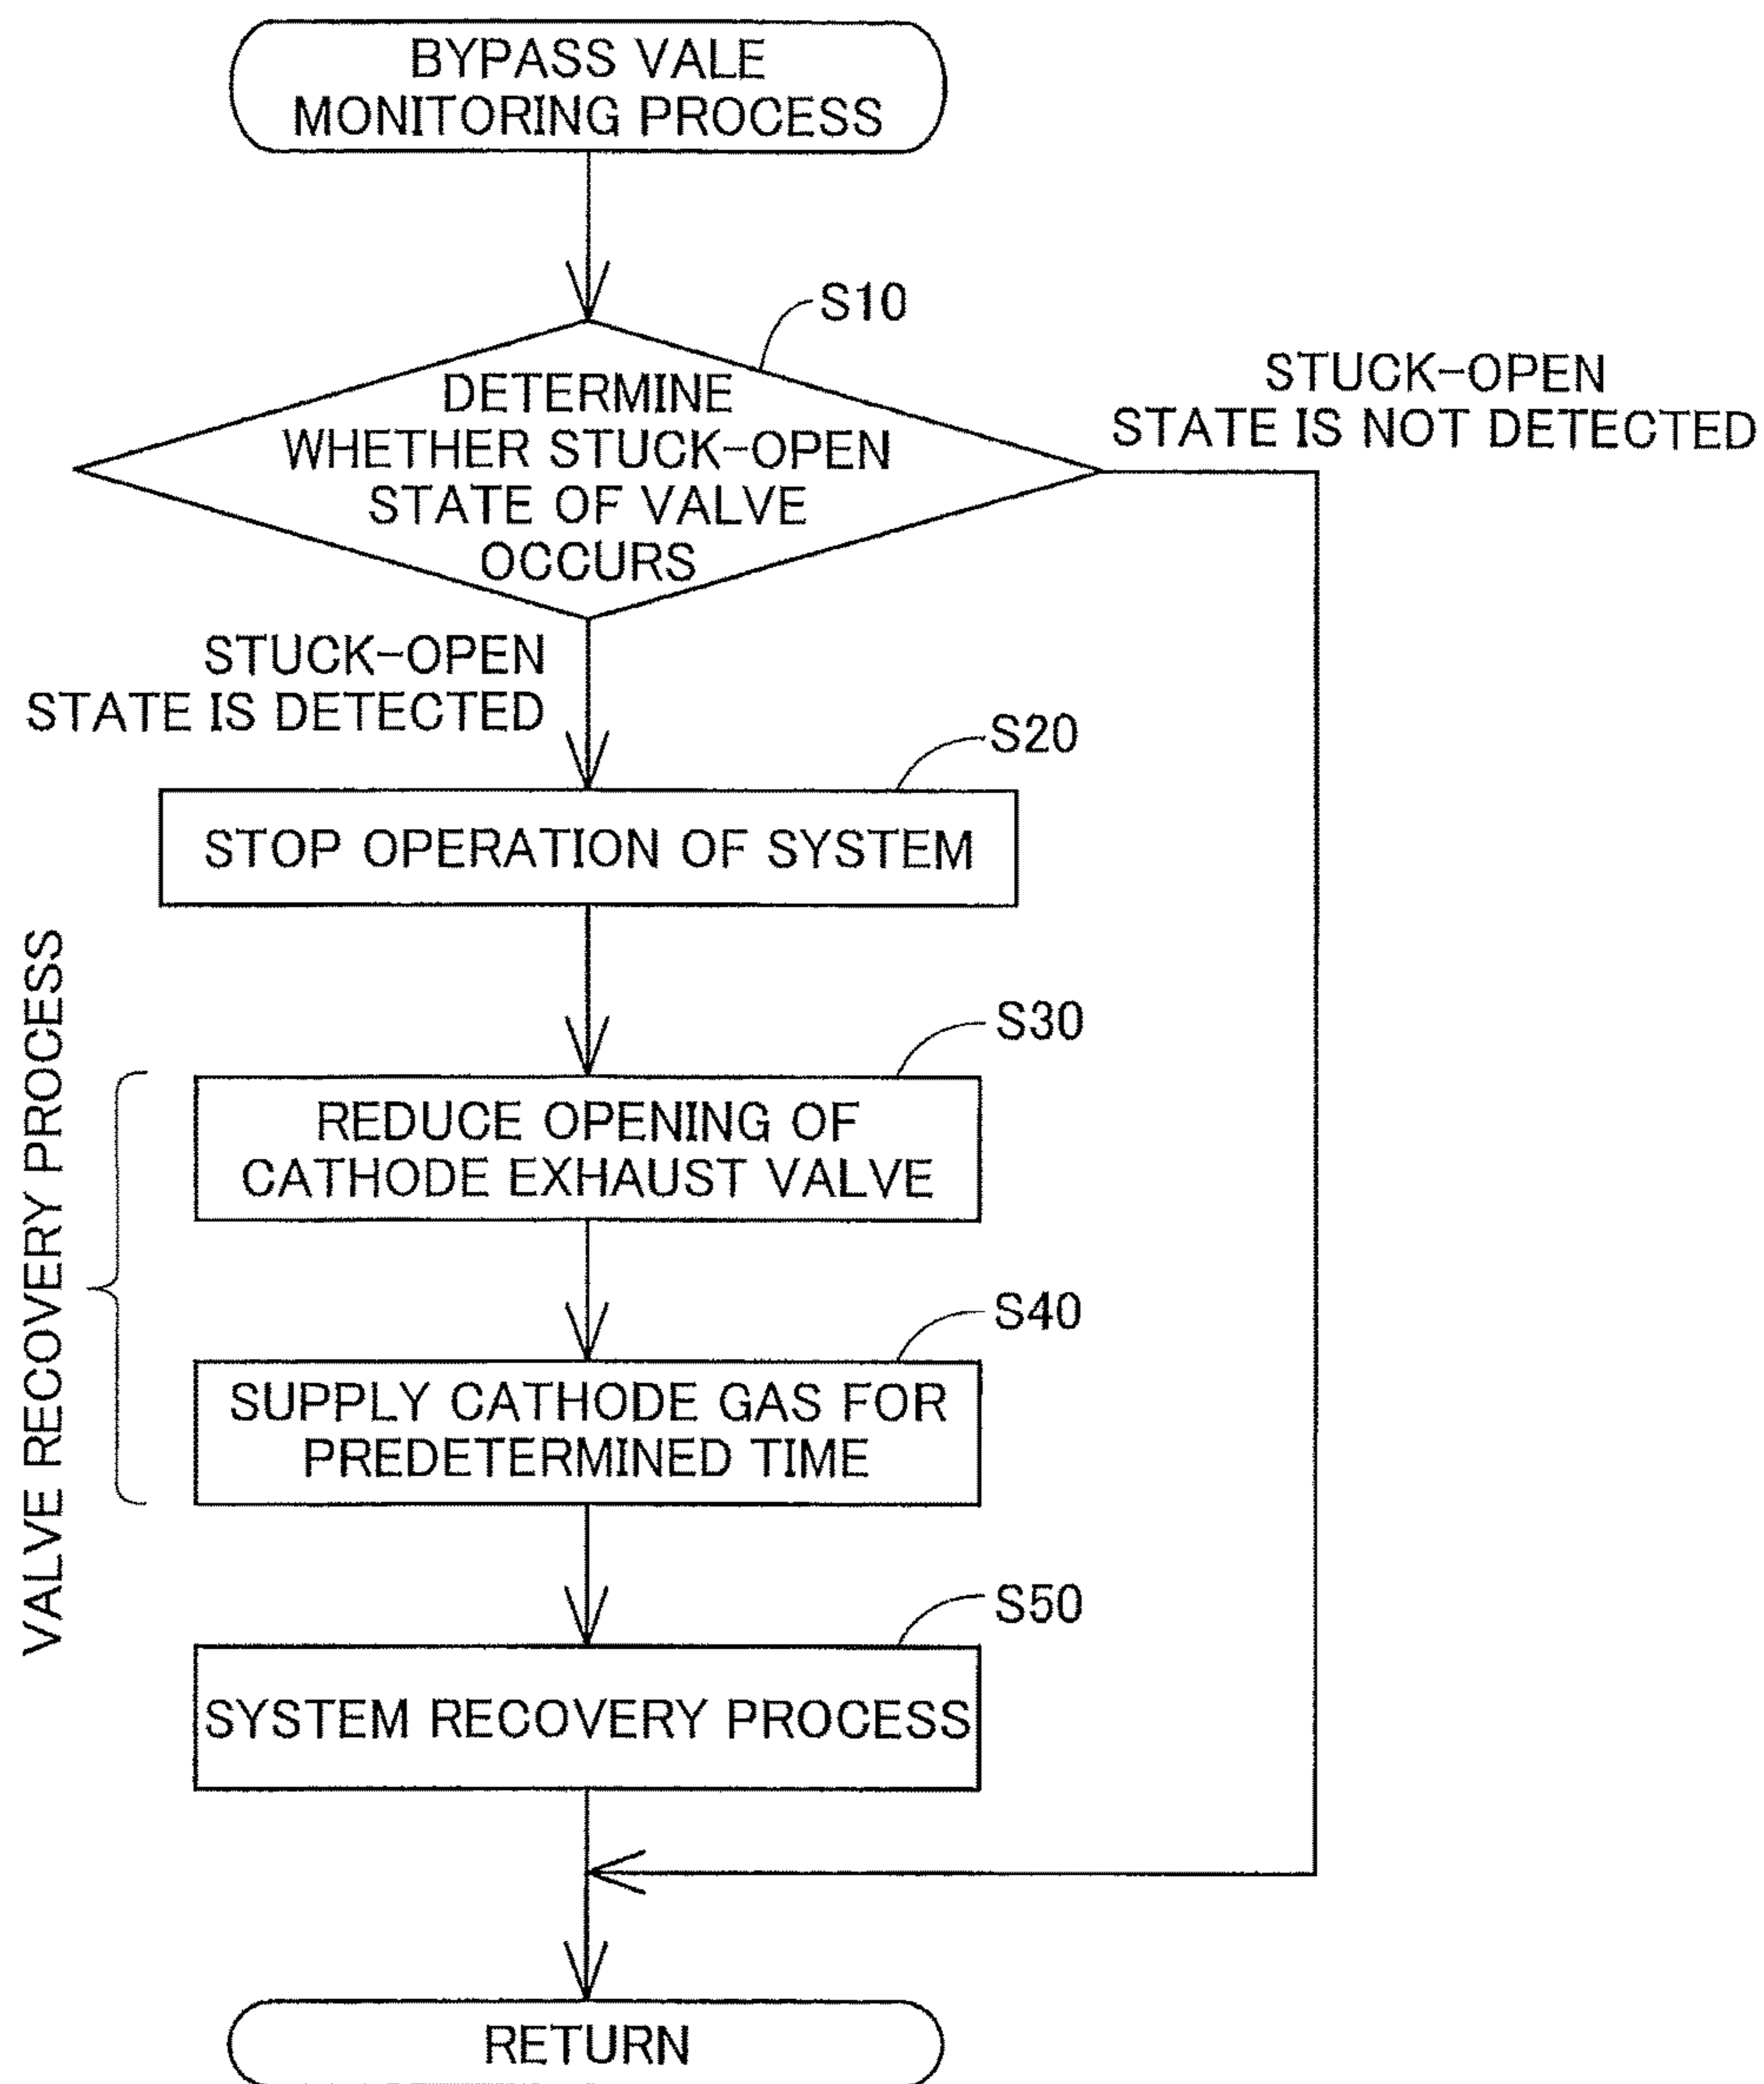 BYPASS VALE
MONITORING PROCESS
S10
DETERMINE
WHETHER STUCK-OPEN
STATE OF VALVE
OCCURS
STUCK-OPEN
STATE IS NOT DETECTED
STUCK-OPEN
STATE IS DETECTED
S20
STOP OPERATION OF SYSTEM
VALVE RECOVERY PROCESS
S30
REDUCE OPENING OF
CATHODE EXHAUST VALVE
S40
SUPPLY CATHODE GAS FOR
PREDETERMINED TIME
S50
SYSTEM RECOVERY PROCESS
RETURN